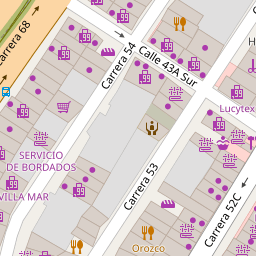 Carrera 68
Carrera 54
Calle 43A Sur
Lucytex
SERVICIO
DE BORDADOS
VILLA MAR
Carrera 53
Carrera 52C
Orozco